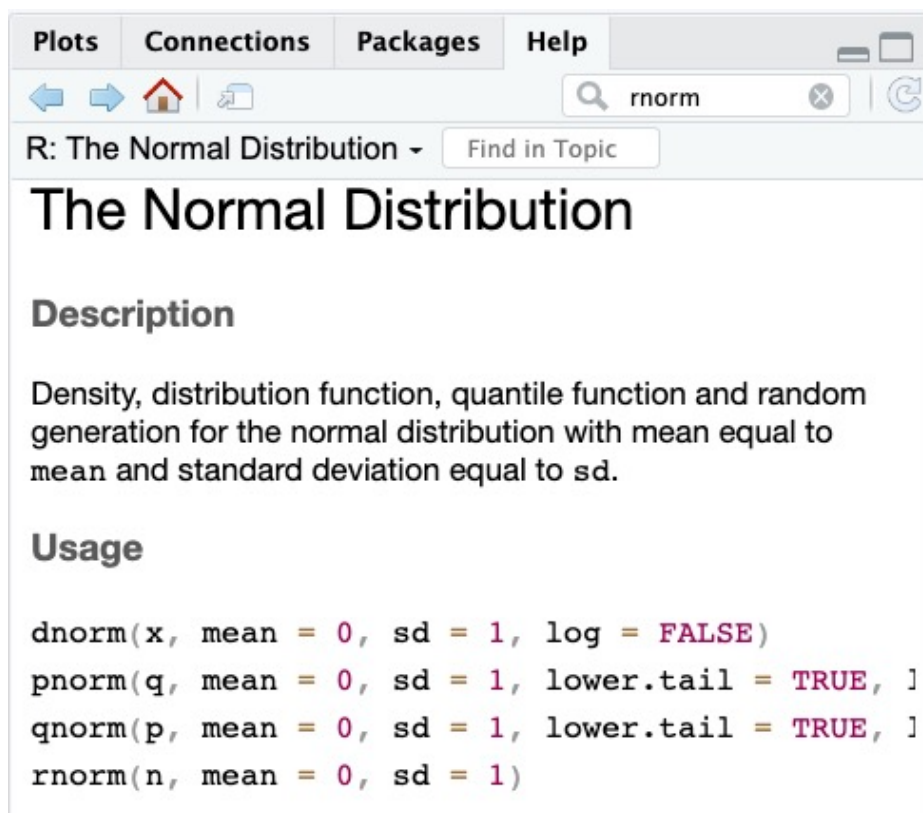 Plots Connections Packages Help
rnorm
R: The Normal Distribution Find in Topic
The Normal Distribution
Description
Density, distribution function, quantile function and random
generation for the normal distribution with mean equal to
mean and standard deviation equal to sd.
Usage
dnorm(x, mean = 0, sd = 1, log = FALSE)
pnorm(q, mean = 0, sd = 1, lower.tail = TRUE,
qnorm(p, mean = 0, sd = 1, lower.tail = TRUE,
rnorm(n, mean = 0, sd = 1)